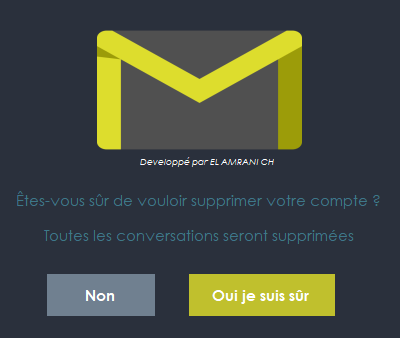 Developpé par EL AMRANI CH
Êtes-vous sûr de vouloir supprimer votre compte ?
Toutes les conversations seront supprimées
Non
Oui je suis sûr